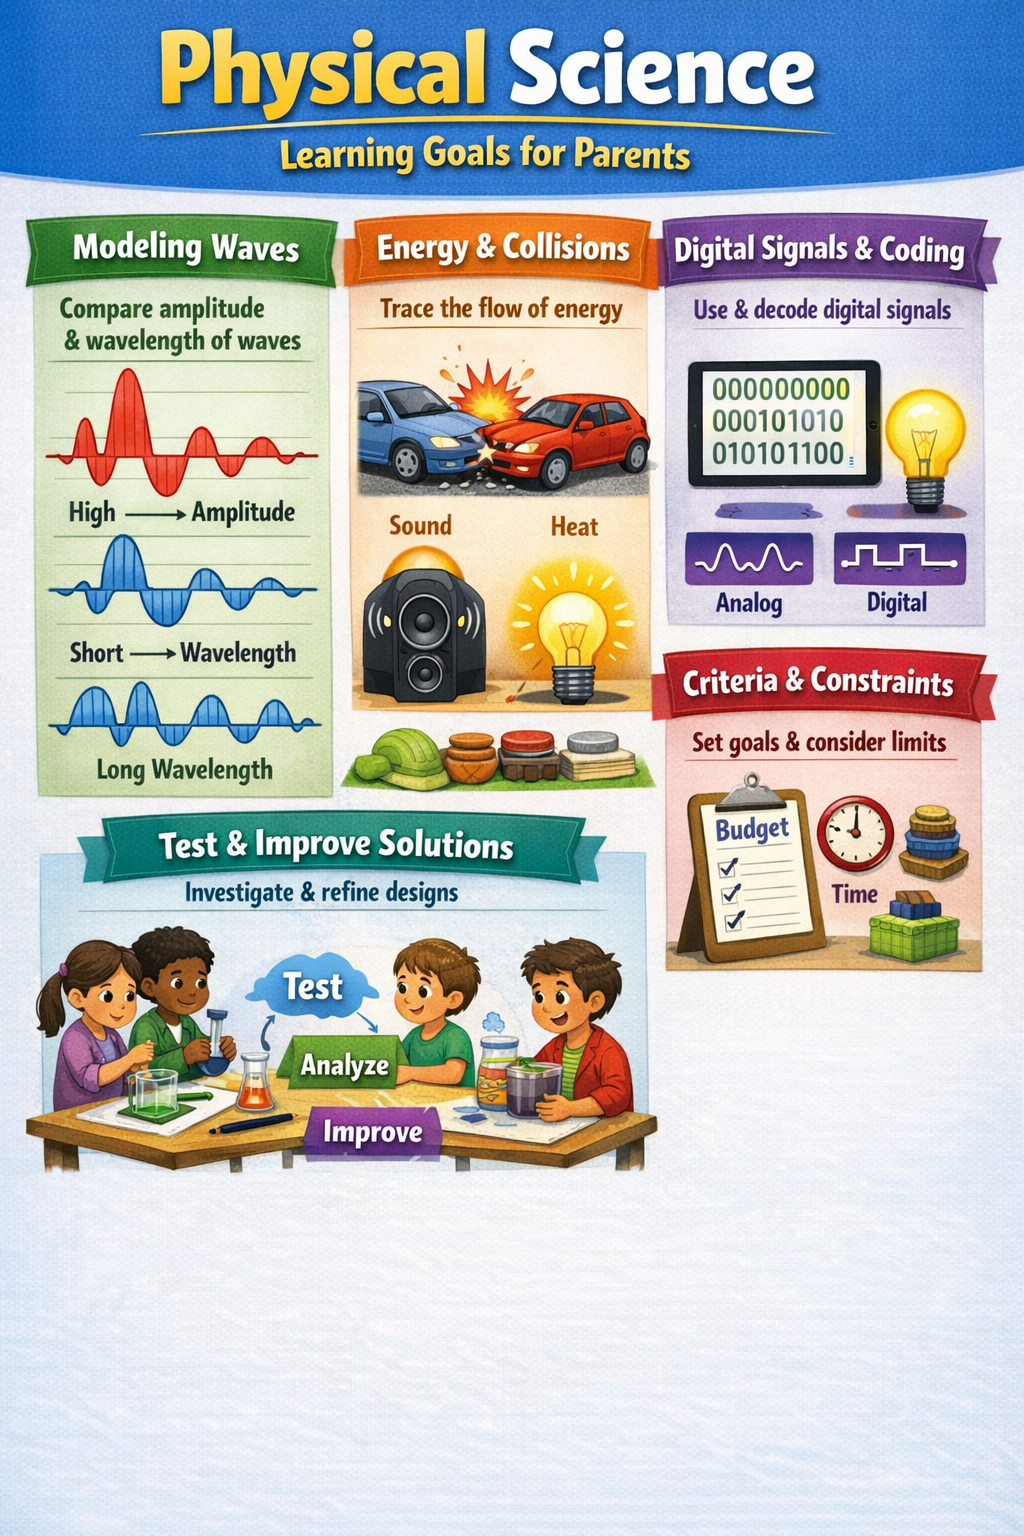 Physical Science
Learning Goals for Parents
Modeling Waves
Compare amplitude
& wavelength of waves
High → Amplitude
Short → Wavelength
Long Wavelength
Energy & Collisions
Trace the flow of energy
Sound
Heat
Digital Signals & Coding
Use & decode digital signals
000000000
000101010
010101100
Analog
Digital
Criteria & Constraints
Set goals & consider limits
Budget
Time
Test & Improve Solutions
Investigate & refine designs
Test
Analyze
Improve